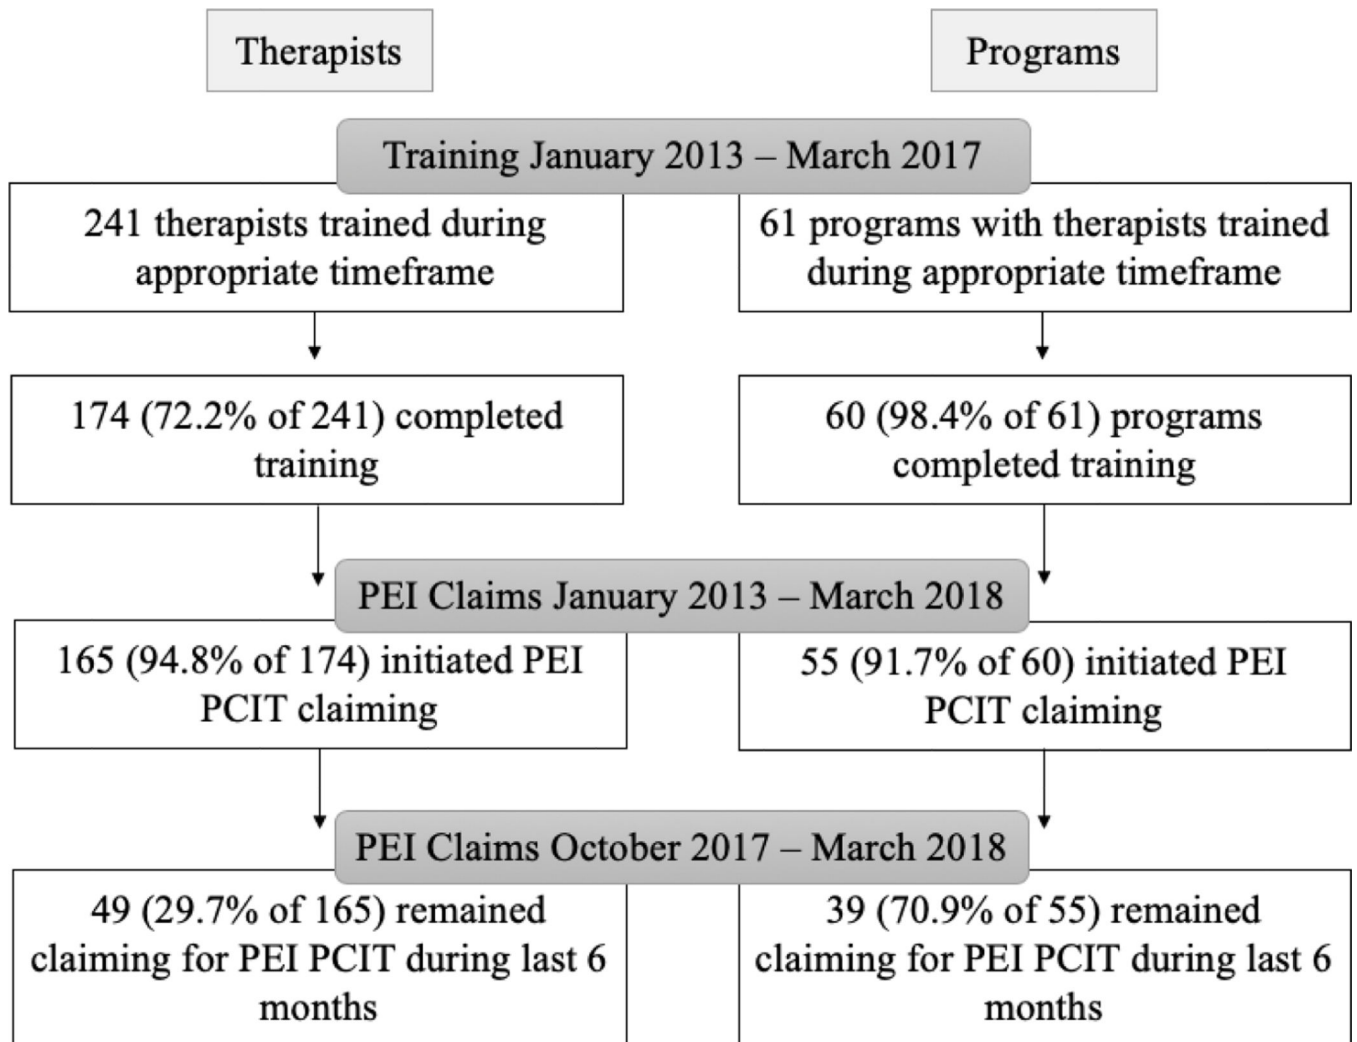 Therapists
Programs
Training January 2013 – March 2017
241 therapists trained during
appropriate timeframe
61 programs with therapists trained
during appropriate timeframe
174 (72.2% of 241) completed
training
60 (98.4% of 61) programs
completed training
PEI Claims January 2013 – March 2018
165 (94.8% of 174) initiated PEI
PCIT claiming
55 (91.7% of 60) initiated PEI
PCIT claiming
PEI Claims October 2017 – March 2018
49 (29.7% of 165) remained
claiming for PEI PCIT during last 6
months
39 (70.9% of 55) remained
claiming for PEI PCIT during last 6
months